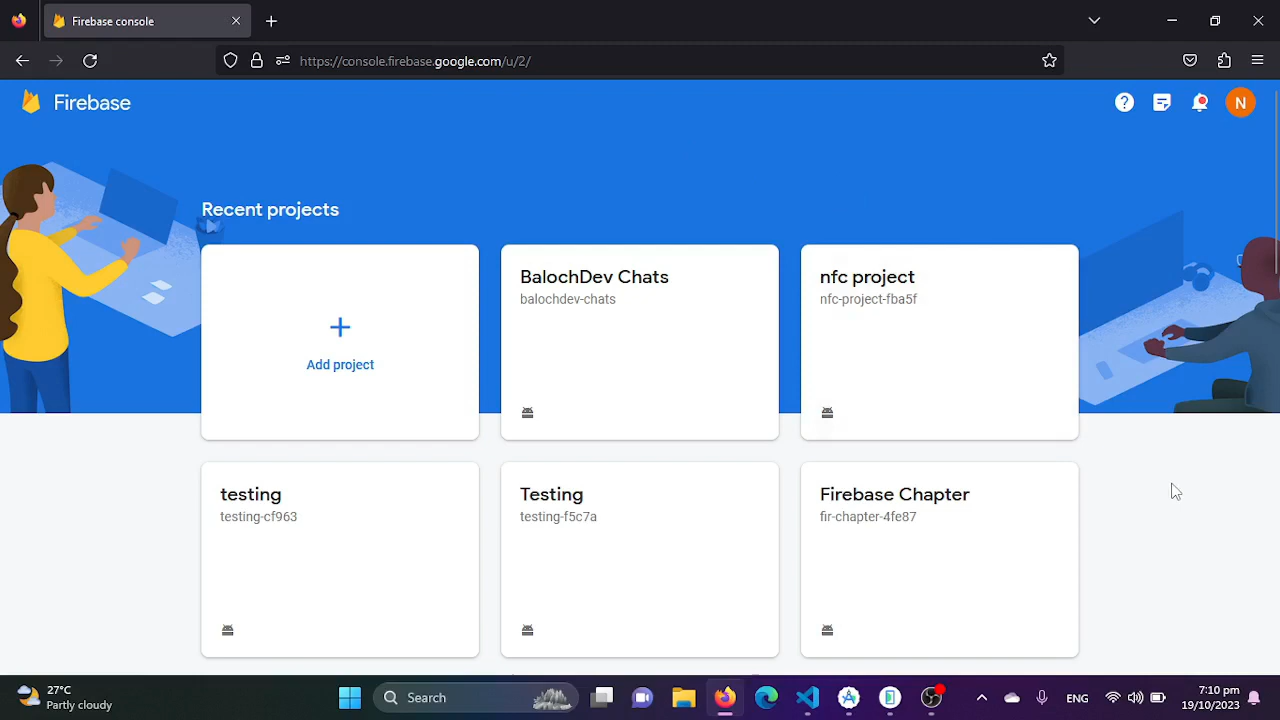 Firebase console
https://console.firebase.google.com/u/2/
Firebase
N
Recent projects
Add project
BalochDev Chats
balochdev-chats
nfc project
nfc-project-fba5f
testing
testing-cf963
Testing
testing-f5c7a
Firebase Chapter
fir-chapter-4fe87
27°C
Partly cloudy
Search
ENG
7:10 pm
19/10/2023